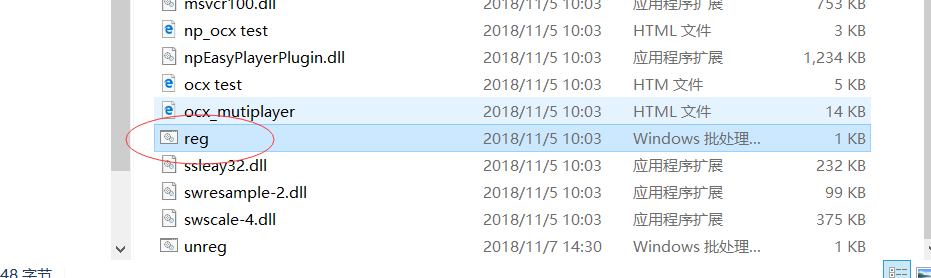 msvcr100.dll 2018/11/5 10:03 应用程序扩展 753 KB
np_ocx test 2018/11/5 10:03 HTML 文件 3 KB
npEasyPlayerPlugin.dll 2018/11/5 10:03 应用程序扩展 1,234 KB
ocx test 2018/11/5 10:03 HTM 文件 5 KB
ocx_mutiplayer 2018/11/5 10:03 HTML 文件 14 KB
reg 2018/11/5 10:03 Windows 批处理... 1 KB
ssleay32.dll 2018/11/5 10:03 应用程序扩展 232 KB
swresample-2.dll 2018/11/5 10:03 应用程序扩展 99 KB
swscale-4.dll 2018/11/5 10:03 应用程序扩展 375 KB
unreg 2018/11/7 14:30 Windows 批处理... 1 KB
48 字节